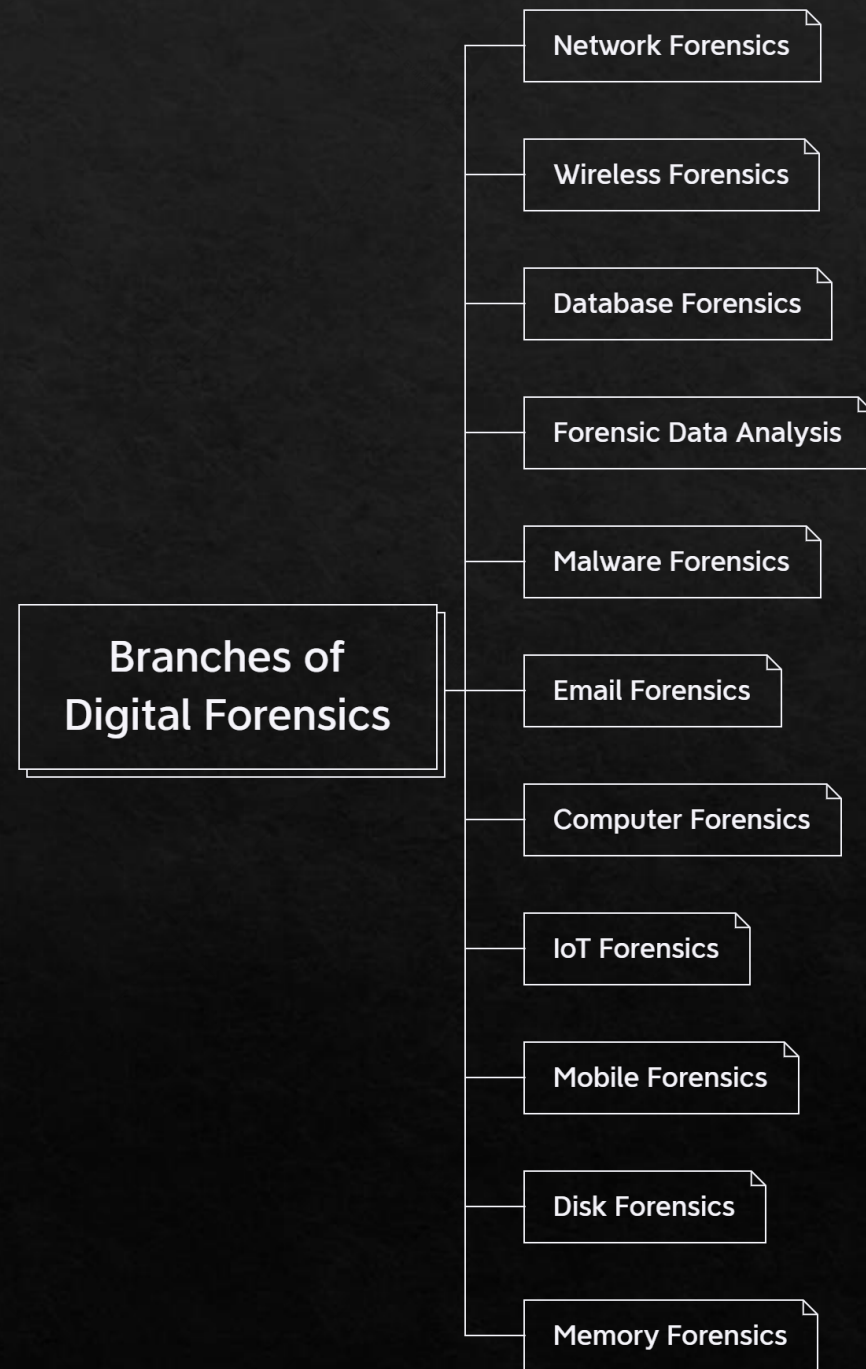 Branches of
Digital Forensics
Network Forensics
Wireless Forensics
Database Forensics
Forensic Data Analysis
Malware Forensics
Email Forensics
Computer Forensics
IoT Forensics
Mobile Forensics
Disk Forensics
Memory Forensics